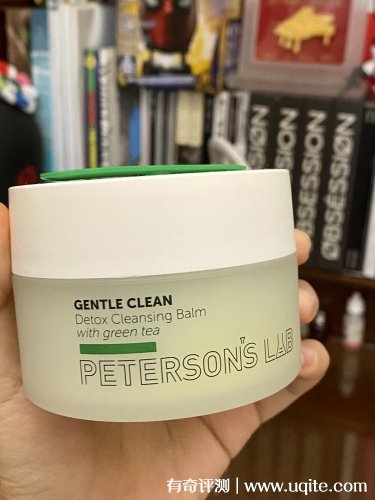 OBSESSION
OBSESSION
OBSESSION
GENTLE CLEAN
Detox Cleansing Balm
with green tea
PETERSON'S LAB
有奇评测 | www.uqite.com